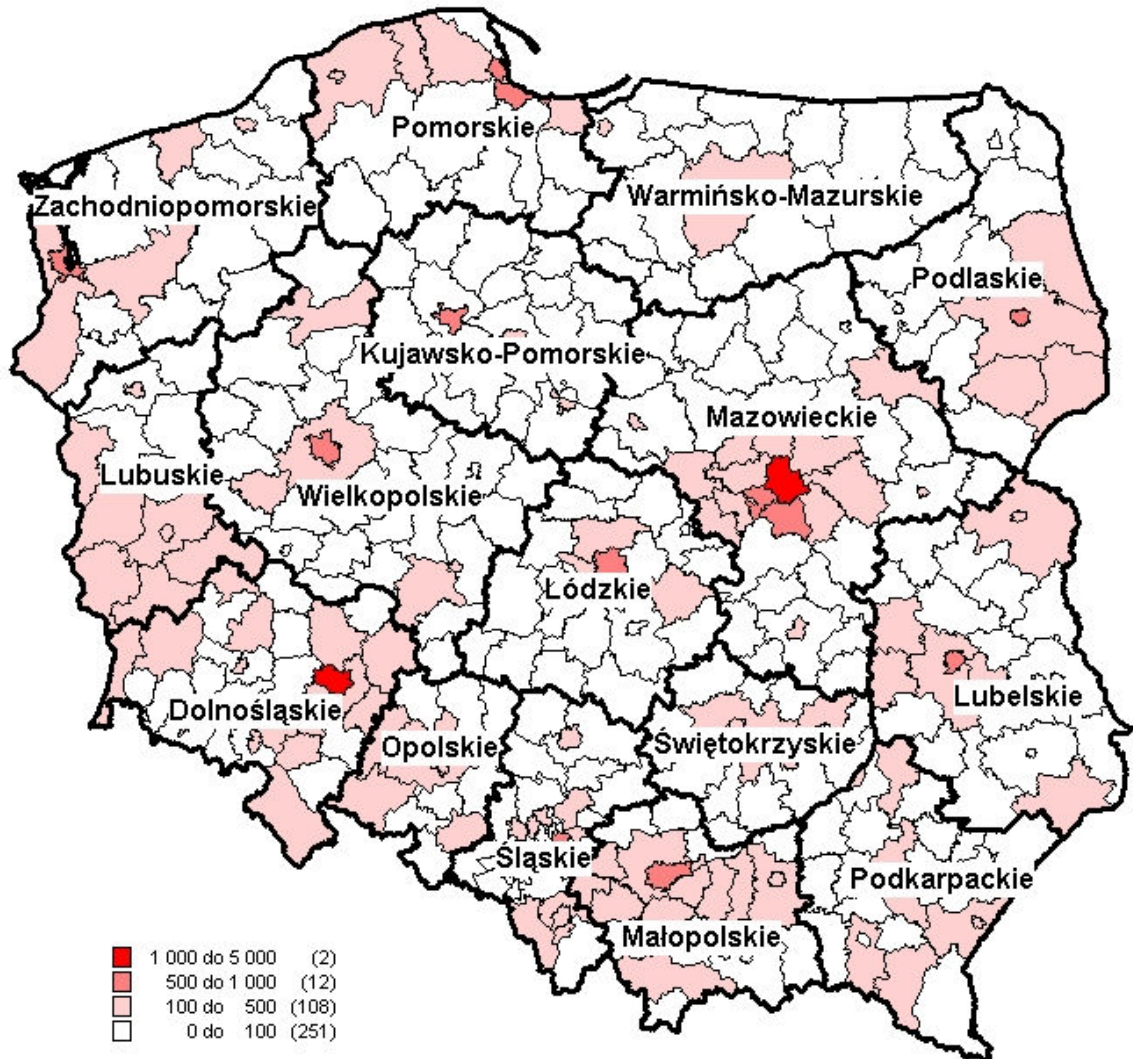 Pomorskie
Warmińsko-Mazurskie
Zachodniopomorskie
Podlaskie
Kujawsko-Pomorskie
Mazowieckie
Lubuskie
Wielkopolskie
Łódzkie
Lubelskie
Dolnośląskie
Opolskie
Świętokrzyskie
Śląskie
Podkarpackie
Małopolskie
1 000 do 5 000 (2)
500 do 1 000 (12)
100 do 500 (108)
0 do 100 (251)